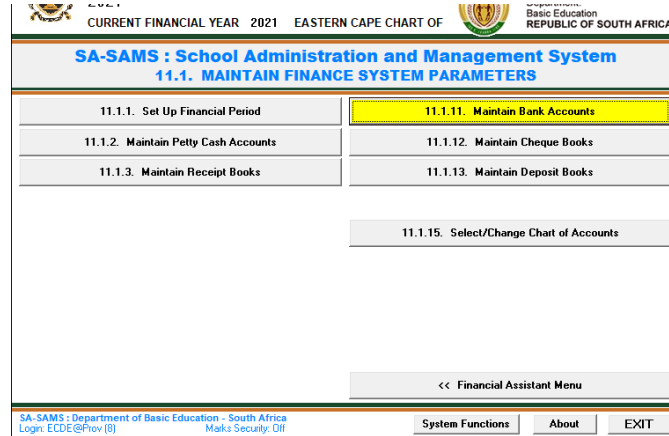 2021
Department:
Basic Education
REPUBLIC OF SOUTH AFRICA
CURRENT FINANCIAL YEAR 2021 EASTERN CAPE CHART OF
SA-SAMS : School Administration and Management System
11.1. MAINTAIN FINANCE SYSTEM PARAMETERS
11.1.1. Set Up Financial Period
11.1.11. Maintain Bank Accounts
11.1.2. Maintain Petty Cash Accounts
11.1.12. Maintain Cheque Books
11.1.3. Maintain Receipt Books
11.1.13. Maintain Deposit Books
11.1.15. Select/Change Chart of Accounts
<< Financial Assistant Menu
SA-SAMS : Department of Basic Education - South Africa
Login: ECDE@Prov (8) Marks Security: Off
System Functions
About
EXIT